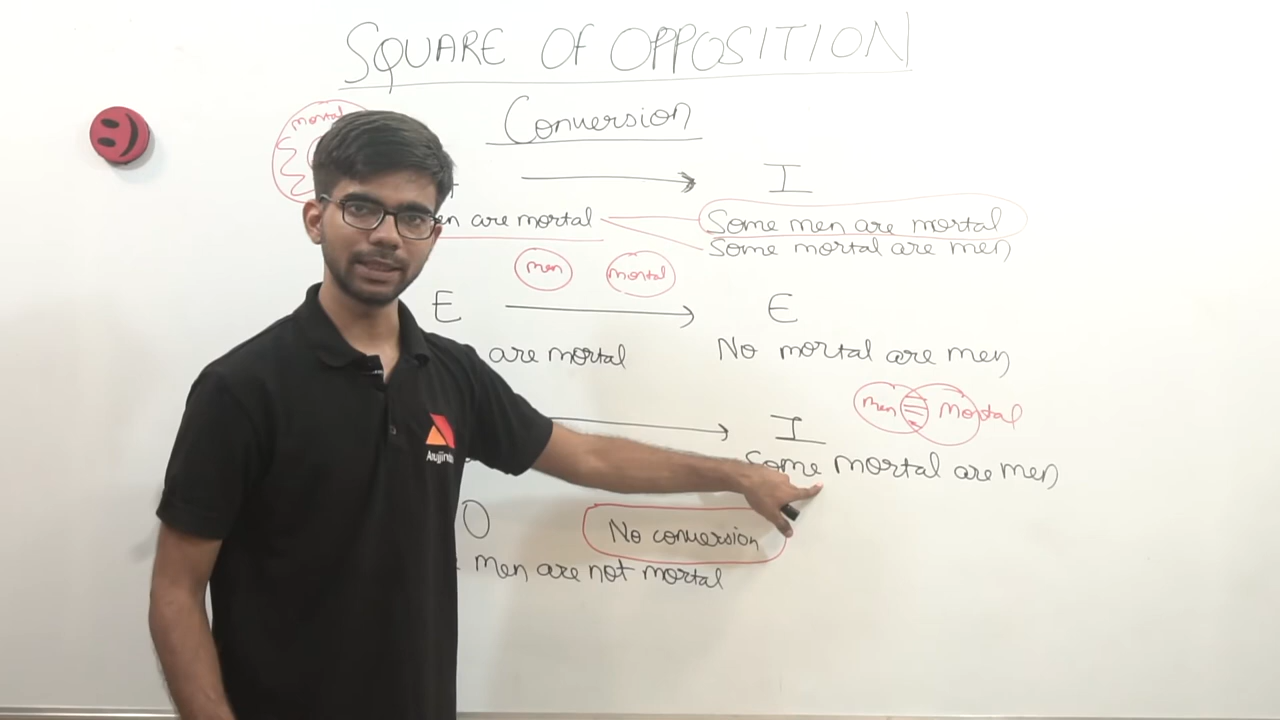 SQUARE OF OPPOSITION
Conversion
mortal
I
are mortal
Some men are mortal
Some mortal are men
men mortal
E E
are mortal No mortal are men
men Mortal
I
Some mortal are men
O No conversion
men are not mortal